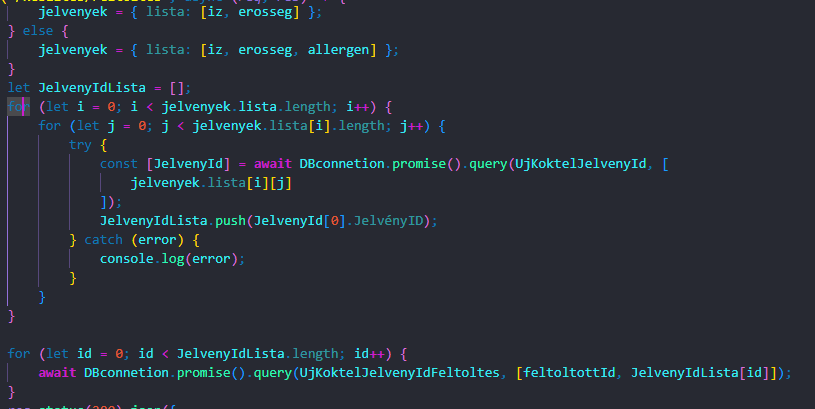 jelvenyek = { lista: [iz, erosseg] };
} else {
jelvenyek = { lista: [iz, erosseg, allergen] };
}
let JelvenyIdLista = [];
for (let i = 0; i < jelvenyek.lista.length; i++) {
for (let j = 0; j < jelvenyek.lista[i].length; j++) {
try {
const [JelvenyId] = await DBconnetion.promise().query(UjKoktelJelvenyId, [
jelvenyek.lista[i][j]
]);
JelvenyIdLista.push(JelvenyId[0].JelvényID);
} catch (error) {
console.log(error);
}
}
}
for (let id = 0; id < JelvenyIdLista.length; id++) {
await DBconnetion.promise().query(UjKoktelJelvenyIdFeltoltes, [feltoltottId, JelvenyIdLista[id]]);
}